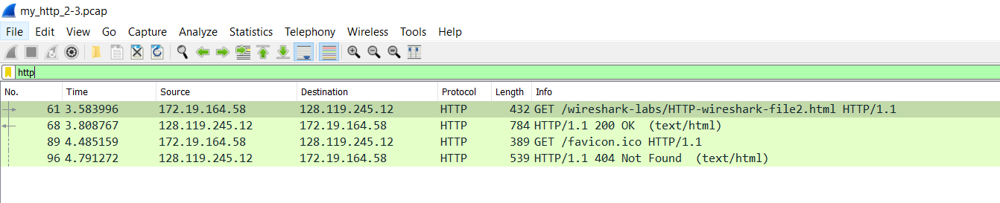 my_http_2-3.pcap
File Edit View Go Capture Analyze Statistics Telephony Wireless Tools Help
http
No. Time Source Destination Protocol Length Info
61 3.583996 172.19.164.58 128.119.245.12 HTTP 432 GET /wireshark-labs/HTTP-wireshark-file2.html HTTP/1.1
68 3.808767 128.119.245.12 172.19.164.58 HTTP 784 HTTP/1.1 200 OK (text/html)
89 4.485159 172.19.164.58 128.119.245.12 HTTP 389 GET /favicon.ico HTTP/1.1
96 4.791272 128.119.245.12 172.19.164.58 HTTP 539 HTTP/1.1 404 Not Found (text/html)